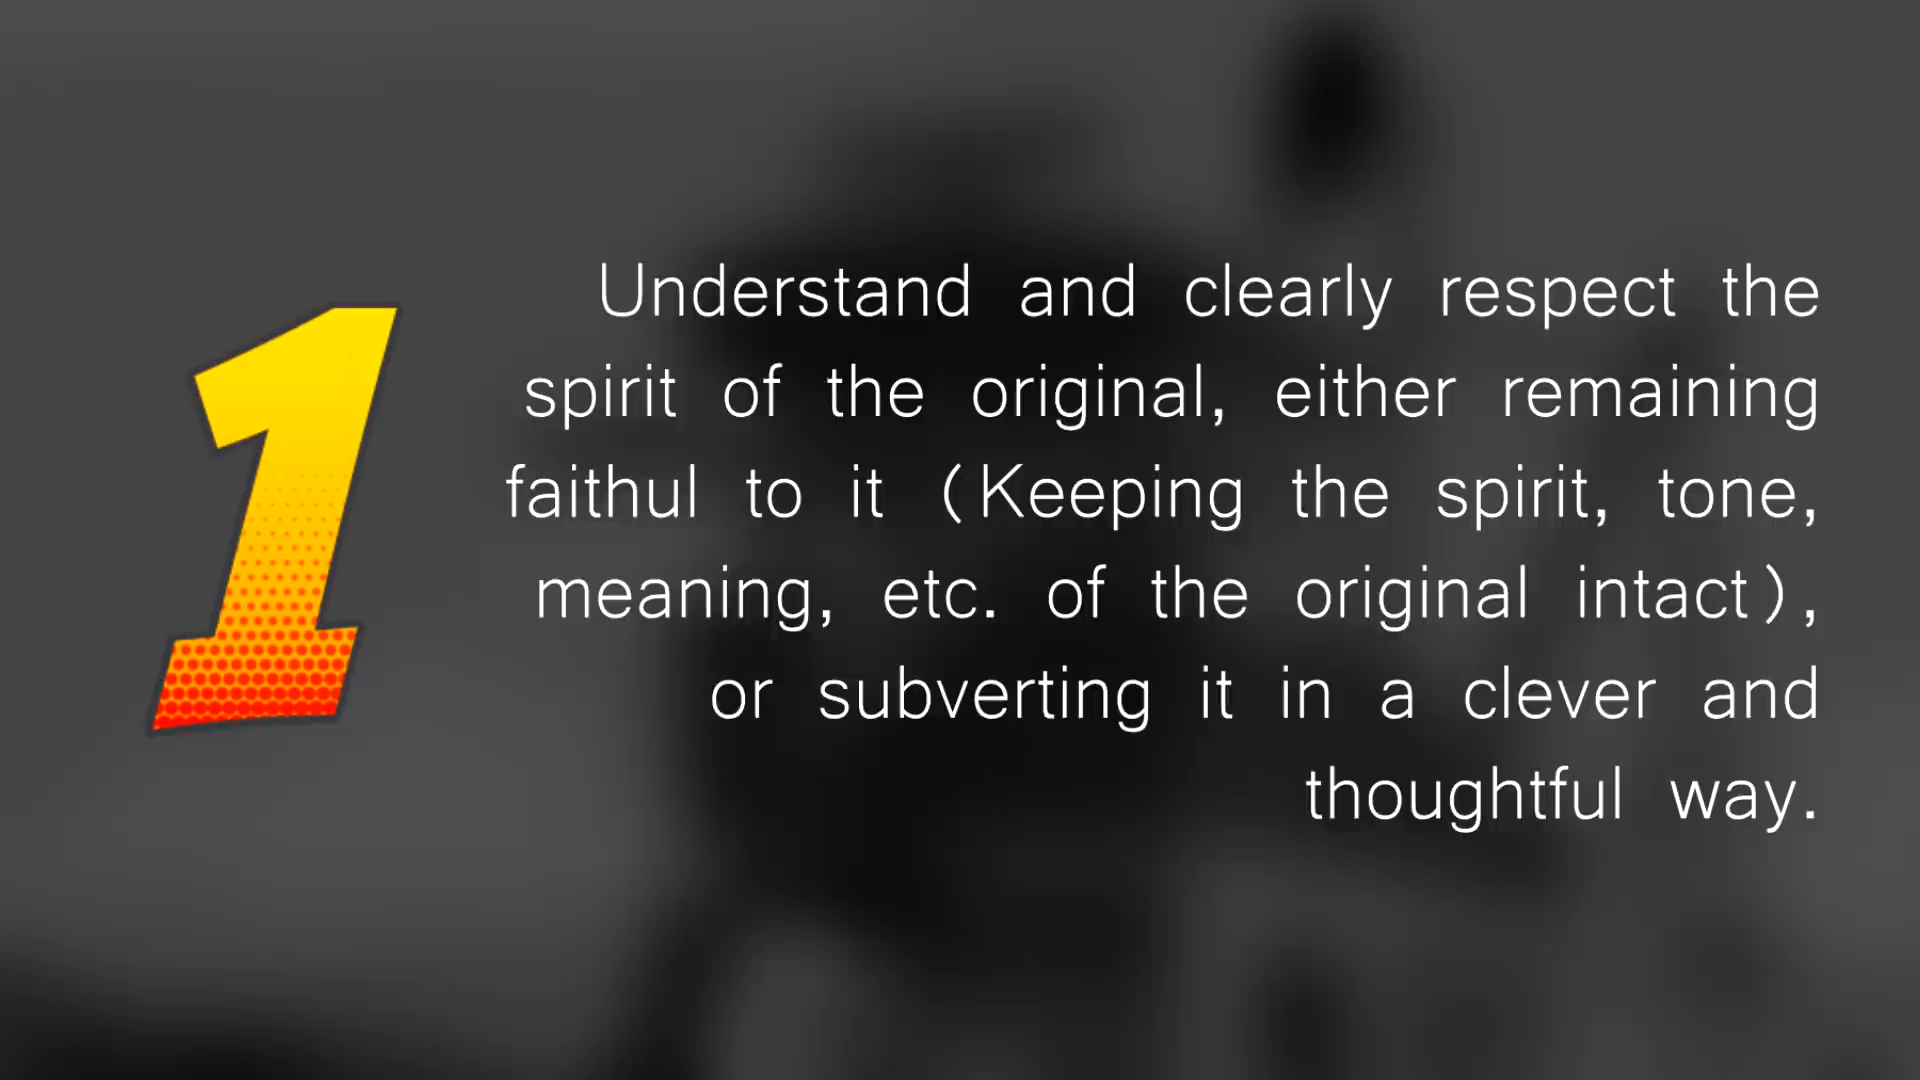 1
Understand and clearly respect the
spirit of the original, either remaining
faithul to it (Keeping the spirit, tone,
meaning, etc. of the original intact),
or subverting it in a clever and
thoughtful way.